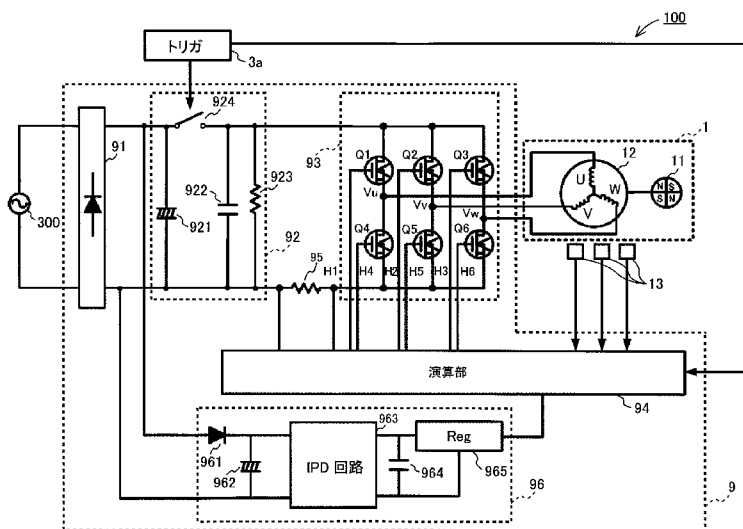 トリガ
3a
100
924
91
93
Q1
Q2
Q3
12
1
11
U
W
V
N
S
S
N
922
923
Vu
Vv
Vw
300
921
92
Q4
Q5
Q6
95
H1
H4
H2
H5
H3
H6
13
演算部
94
961
962
963
IPD 回路
964
Reg
965
96
9